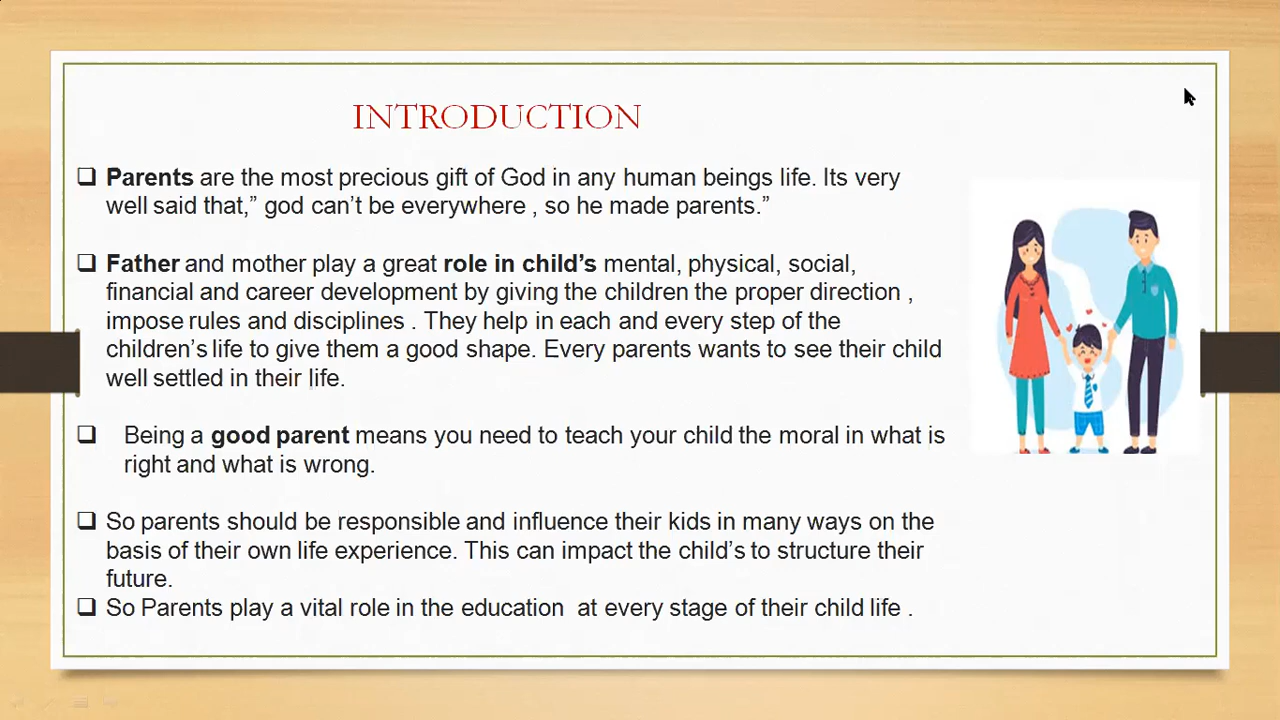 INTRODUCTION
Parents are the most precious gift of God in any human beings life. Its very
well said that,” god can’t be everywhere , so he made parents.”
Father and mother play a great role in child’s mental, physical, social,
financial and career development by giving the children the proper direction ,
impose rules and disciplines . They help in each and every step of the
children’s life to give them a good shape. Every parents wants to see their child
well settled in their life.
Being a good parent means you need to teach your child the moral in what is
right and what is wrong.
So parents should be responsible and influence their kids in many ways on the
basis of their own life experience. This can impact the child’s to structure their
future.
So Parents play a vital role in the education  at every stage of their child life .